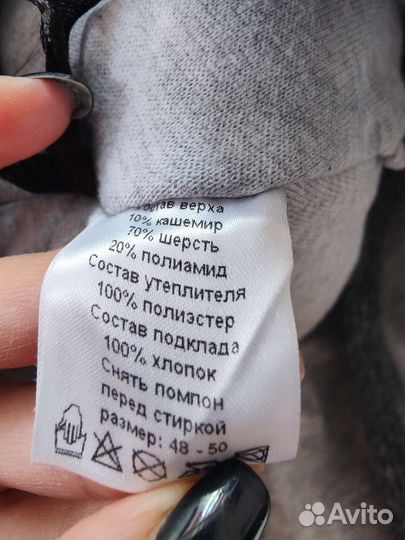 Состав верха
10% кашемир
70% шерсть
20% полиамид
Состав утеплителя
100% полиэстер
Состав подклада
100% хлопок
Снять помпон
перед стиркой
размер: 48 - 50
Avito